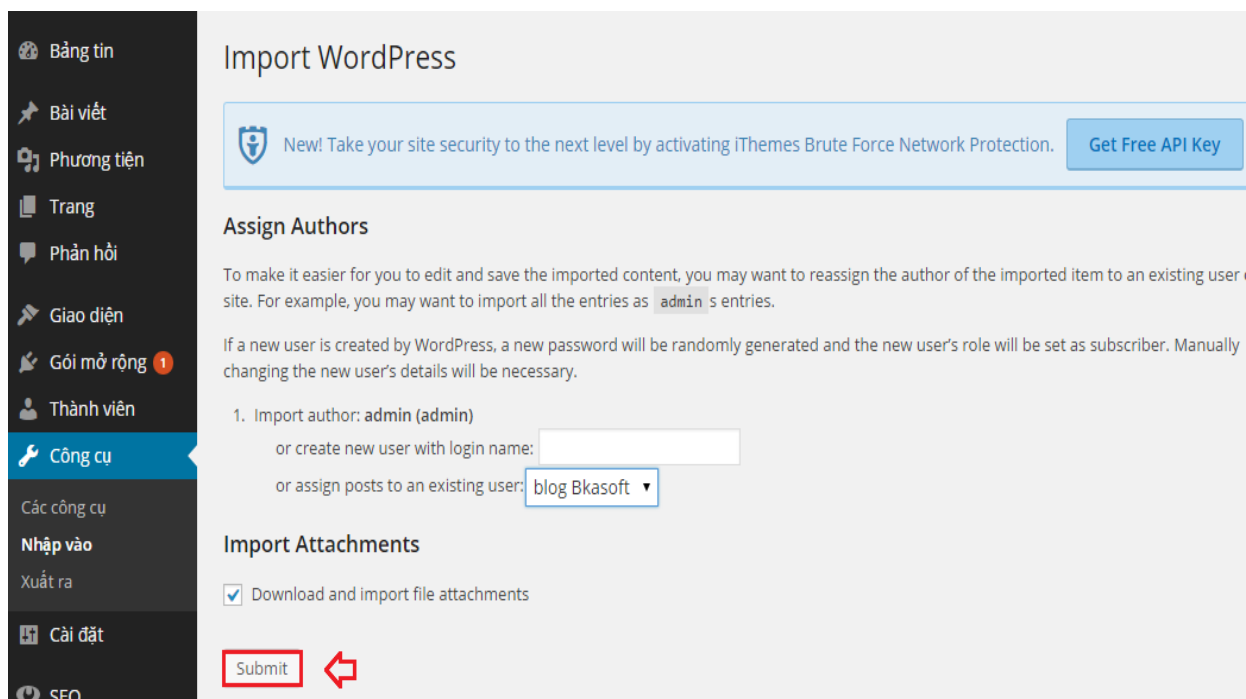 Bảng tin
Bài viết
Phương tiện
Trang
Phản hồi
Giao diện
Gói mở rộng 1
Thành viên
Công cụ
Các công cụ
Nhập vào
Xuất ra
Cài đặt
SEO
Import WordPress
New! Take your site security to the next level by activating iThemes Brute Force Network Protection.
Get Free API Key
Assign Authors
To make it easier for you to edit and save the imported content, you may want to reassign the author of the imported item to an existing user
site. For example, you may want to import all the entries as admin s entries.
If a new user is created by WordPress, a new password will be randomly generated and the new user's role will be set as subscriber. Manually
changing the new user's details will be necessary.
1. Import author: admin (admin)
or create new user with login name:
or assign posts to an existing user: blog Bkasoft
Import Attachments
Download and import file attachments
Submit